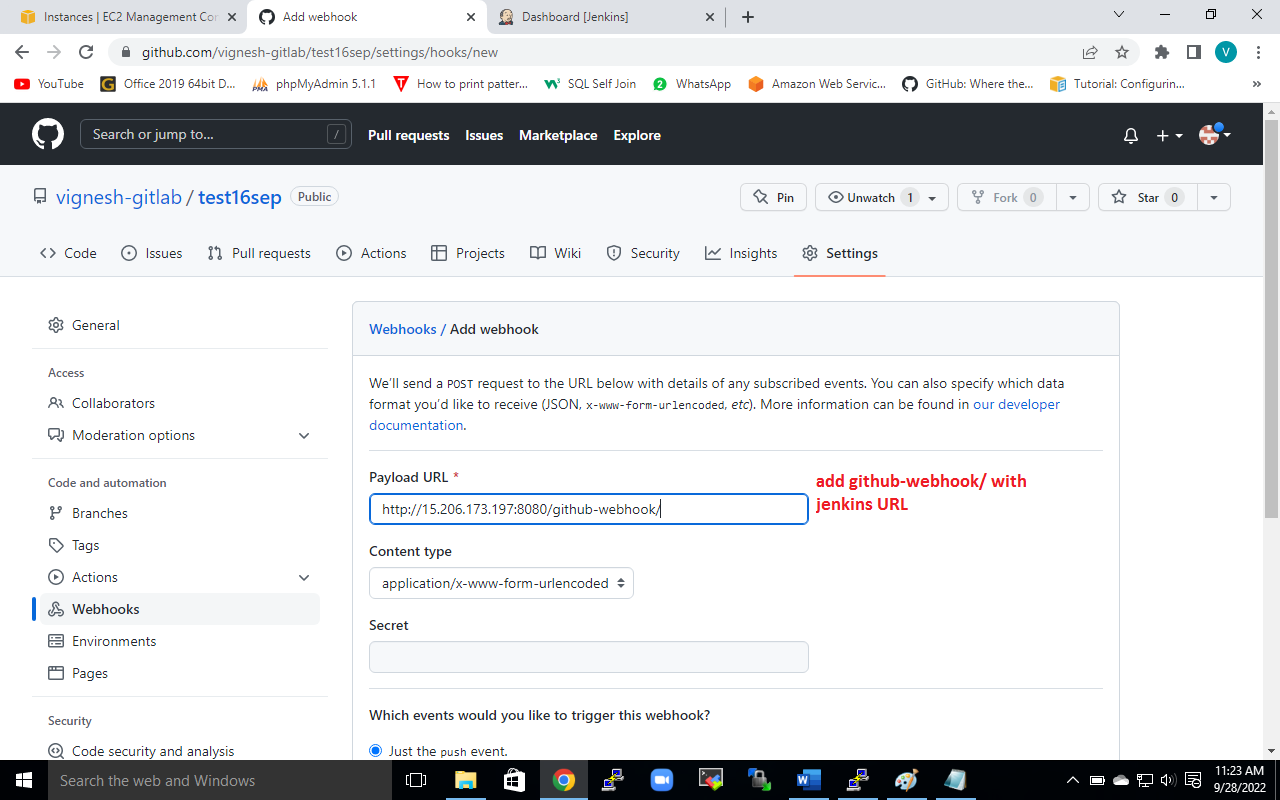 Instances | EC2 Management Con
Add webhook
Dashboard [Jenkins]
github.com/vignesh-gitlab/test16sep/settings/hooks/new
V
YouTube
Office 2019 64bit D...
phpMyAdmin 5.1.1
How to print patter...
SQL Self Join
2
WhatsApp
Amazon Web Servic...
GitHub: Where the...
Tutorial: Configurin...
»
Search or jump to...
/
Pull requests
Issues
Marketplace
Explore
vignesh-gitlab / test16sep
Public
Pin
Unwatch 1
Fork 0
Star 0
Code
Issues
Pull requests
Actions
Projects
Wiki
Security
Insights
Settings
General
Access
Collaborators
Moderation options
Code and automation
Branches
Tags
Actions
Webhooks
Environments
Pages
Security
Code security and analysis
Webhooks / Add webhook
We'll send a POST request to the URL below with details of any subscribed events. You can also specify which data
format you'd like to receive (JSON, x-www-form-urlencoded, etc). More information can be found in our developer
documentation.
Payload URL *
http://15.206.173.197:8080/github-webhook/
add github-webhook/ with
jenkins URL
Content type
application/x-www-form-urlencoded
Secret
Which events would you like to trigger this webhook?
Just the push event.
Search the web and Windows
11:23 AM
9/28/2022